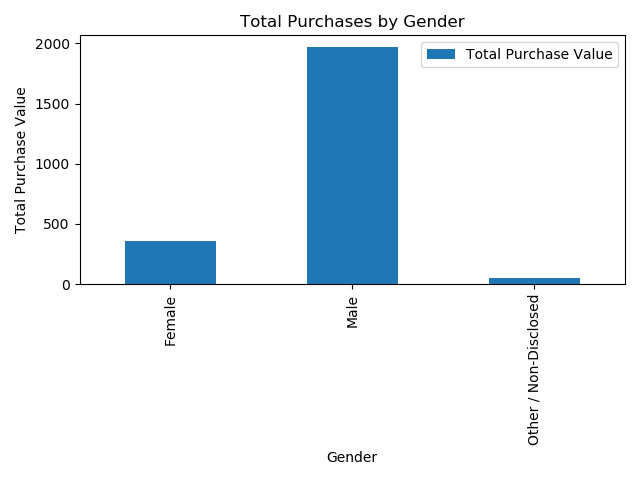 Total Purchases by Gender
Total Purchase Value
2000
1500
1000
500
0
Total Purchase Value
Female
Male
Other / Non-Disclosed
Gender